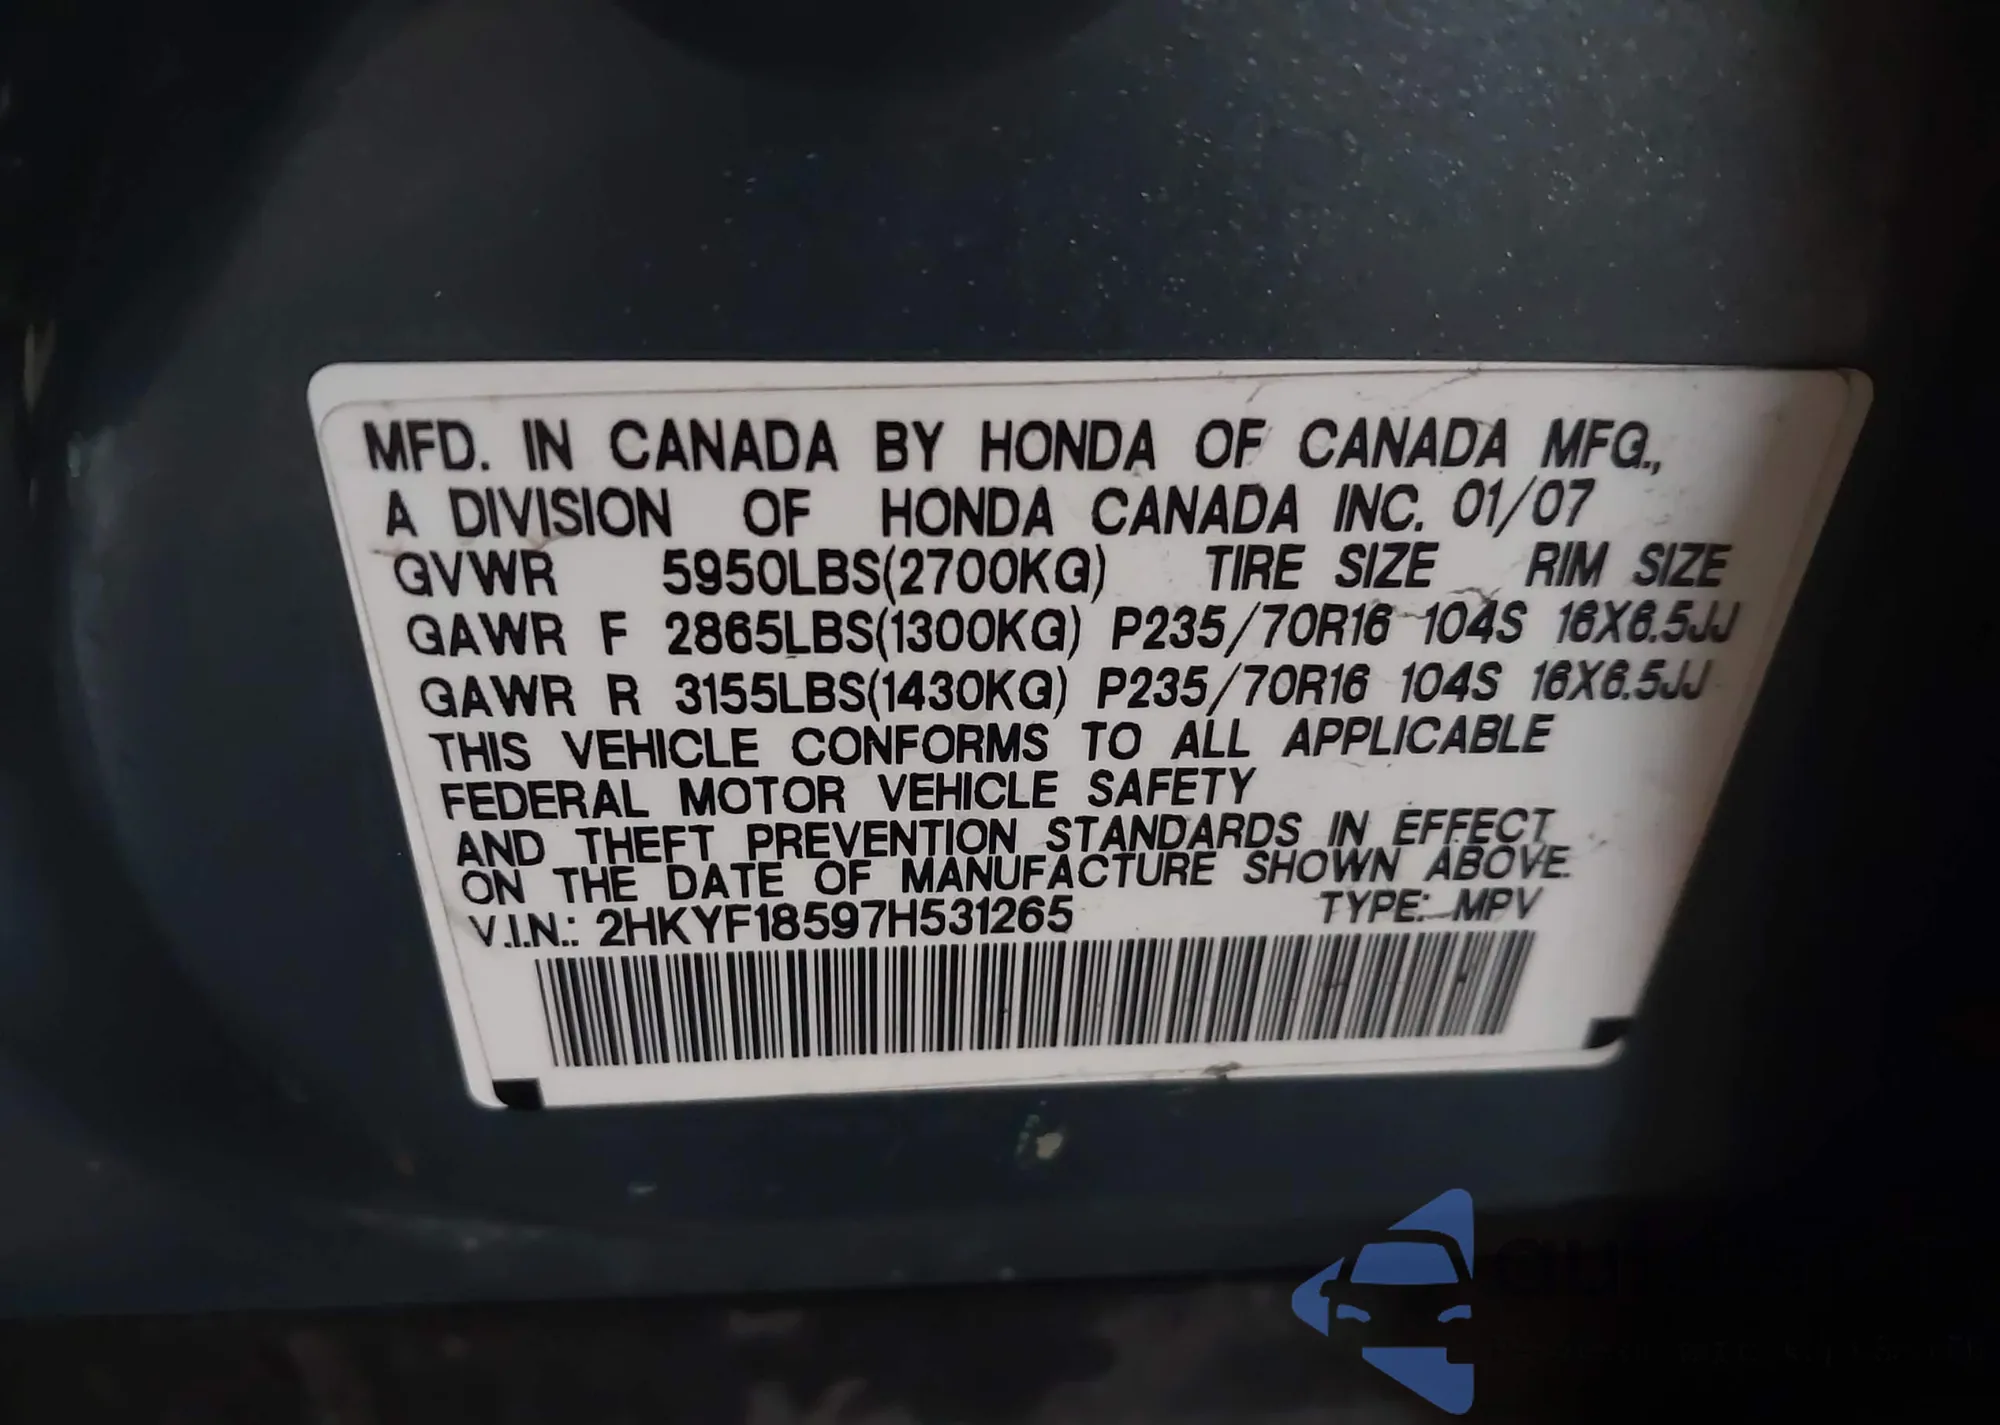 MFD. IN CANADA BY HONDA OF CANADA MFG.,
A DIVISION OF HONDA CANADA INC. 01/07
GVWR 5950LBS(2700KG) TIRE SIZE RIM SIZE
GAWR F 2865LBS(1300KG) P235/70R16 104S 16X6.5JJ
GAWR R 3155LBS(1430KG) P235/70R16 104S 16X6.5JJ
THIS VEHICLE CONFORMS TO ALL APPLICABLE
FEDERAL MOTOR VEHICLE SAFETY
AND THEFT PREVENTION STANDARDS IN EFFECT
ON THE DATE OF MANUFACTURE SHOWN ABOVE.
V.I.N.: 2HKYF18597H531265 TYPE: MPV